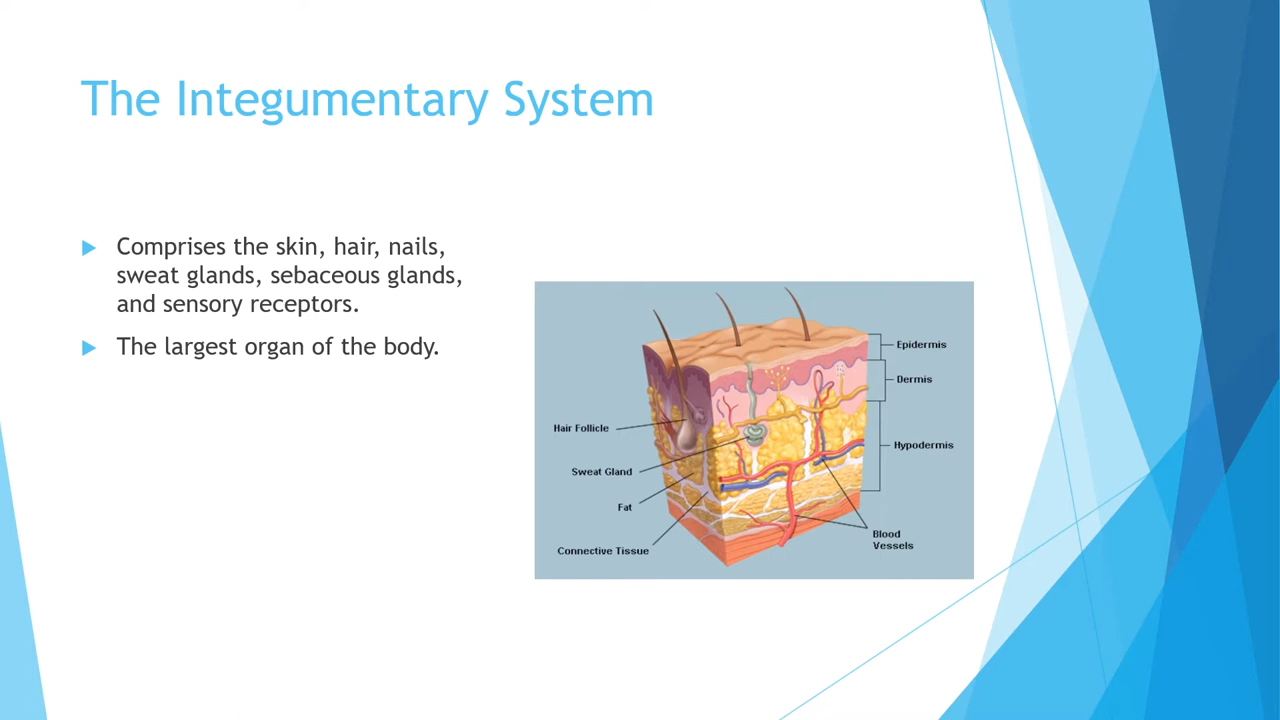 The Integumentary System
Comprises the skin, hair, nails,
sweat glands, sebaceous glands,
and sensory receptors.
The largest organ of the body.
Epidermis
Dermis
Hair Follicle
Hypodermis
Sweat Gland
Fat
Blood
Vessels
Connective Tissue